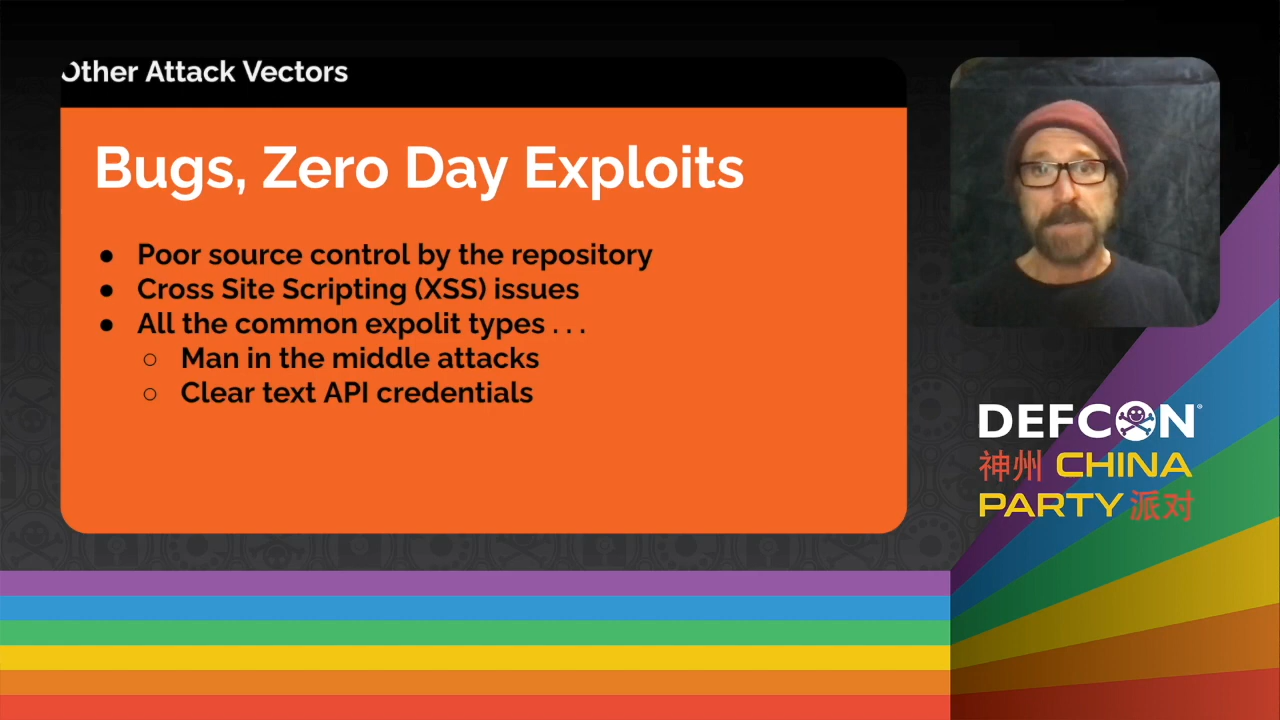 Other Attack Vectors
Bugs, Zero Day Exploits
● Poor source control by the repository
● Cross Site Scripting (XSS) issues
● All the common expolit types . . .
○ Man in the middle attacks
○ Clear text API credentials
DEFCON®
神州 CHINA
PARTY 派对